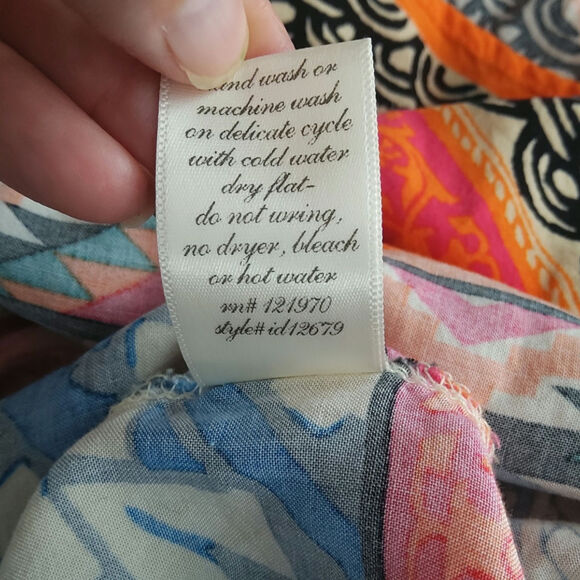 hand wash or
machine wash
on delicate cycle
with cold water
dry flat-
do not wring,
no dryer, bleach
or hot water
rn# 121970
style# id12679